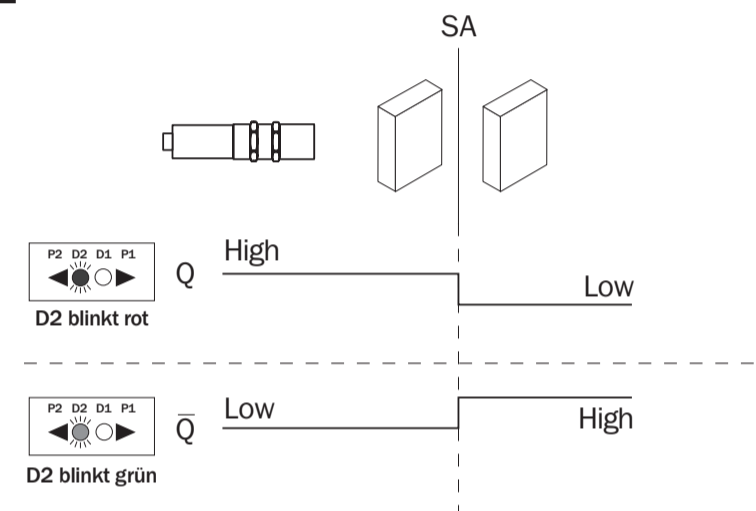 SA
P2 D2 D1 P1
Q
High
Low
D2 blinkt rot
P2 D2 D1 P1
Q̅
Low
High
D2 blinkt grün